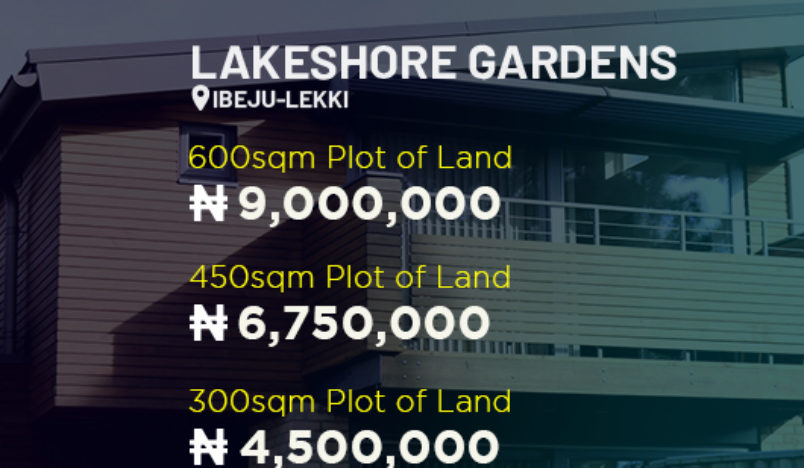 LAKESHORE GARDENS
IBEJU-LEKKI
600sqm Plot of Land
₦ 9,000,000
450sqm Plot of Land
₦ 6,750,000
300sqm Plot of Land
₦ 4,500,000